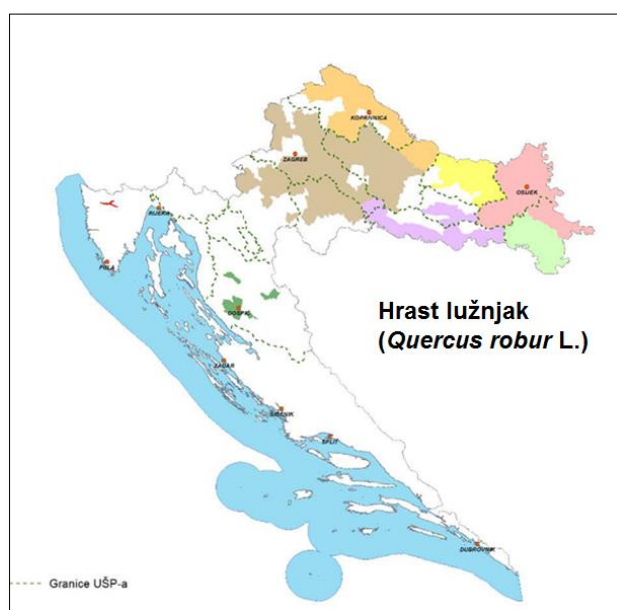 KOPRIVNICA
ZAGREB
OSIJEK
RIJEKA
PULA
GOSPIĆ
Hrast lužnjak
(Quercus robur L.)
ZADAR
ŠIBENIK
SPLIT
DUBROVNIK
Granice UŠP-a